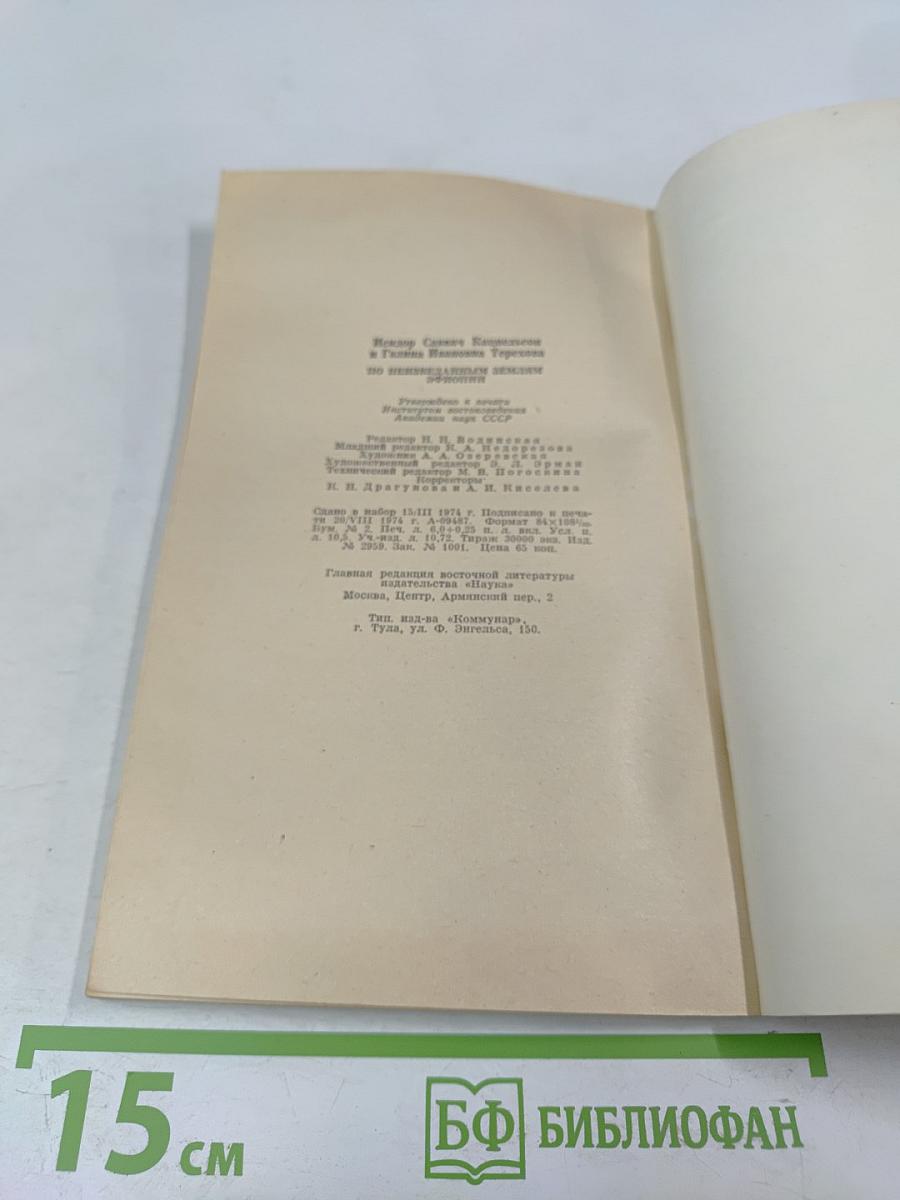 Исидор Саввич Кацнельсон
и Галина Ивановна Терехова
ПО НЕИЗВЕДАННЫМ ЗЕМЛЯМ
ЭФИОПИИ
Утверждено к печати
Институтом востоковедения
Академии наук СССР
Редактор Н. Н. Водинская
Младший редактор К. А. Недорезова
Художник А. А. Озеревская
Художественный редактор Э. Л. Эрман
Технический редактор М. В. Погоскина
Корректоры
К. Н. Драгунова и А. И. Киселева
Сдано в набор 15/III 1974 г. Подписано к печа-
ти 20/VIII 1974 г. А-09487. Формат 84×108¹/₃₂.
Бум. № 2. Печ. л. 6,0+0,25 п. л. вкл. Усл. п.
л. 10,5. Уч.-изд. л. 10,72. Тираж 30000 экз. Изд.
№ 2959. Зак. № 1001. Цена 65 коп.
Главная редакция восточной литературы
издательства «Наука»
Москва, Центр, Армянский пер., 2
Тип. изд-ва «Коммунар»,
г. Тула, ул. Ф. Энгельса, 150.
15 см
БФ БИБЛИОФАН